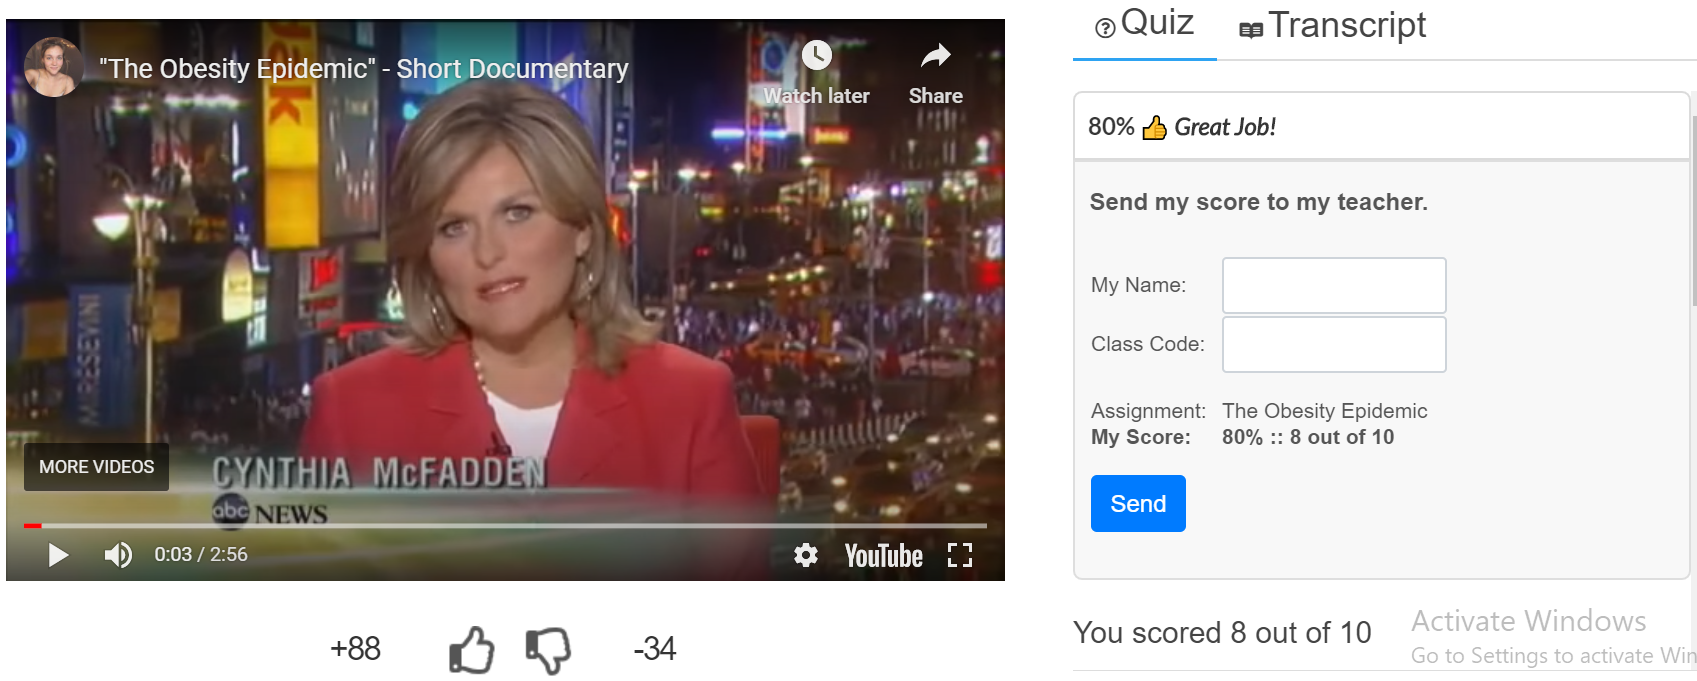 "The Obesity Epidemic" - Short Documentary
Watch later
Share
MORE VIDEOS
CYNTHIA McFADDEN
abc NEWS
0:03 / 2:56
YouTube
+88
-34
Quiz
Transcript
80% 👍 Great Job!
Send my score to my teacher.
My Name:
Class Code:
Assignment: The Obesity Epidemic
My Score: 80% :: 8 out of 10
Send
You scored 8 out of 10
Activate Windows
Go to Settings to activate Win